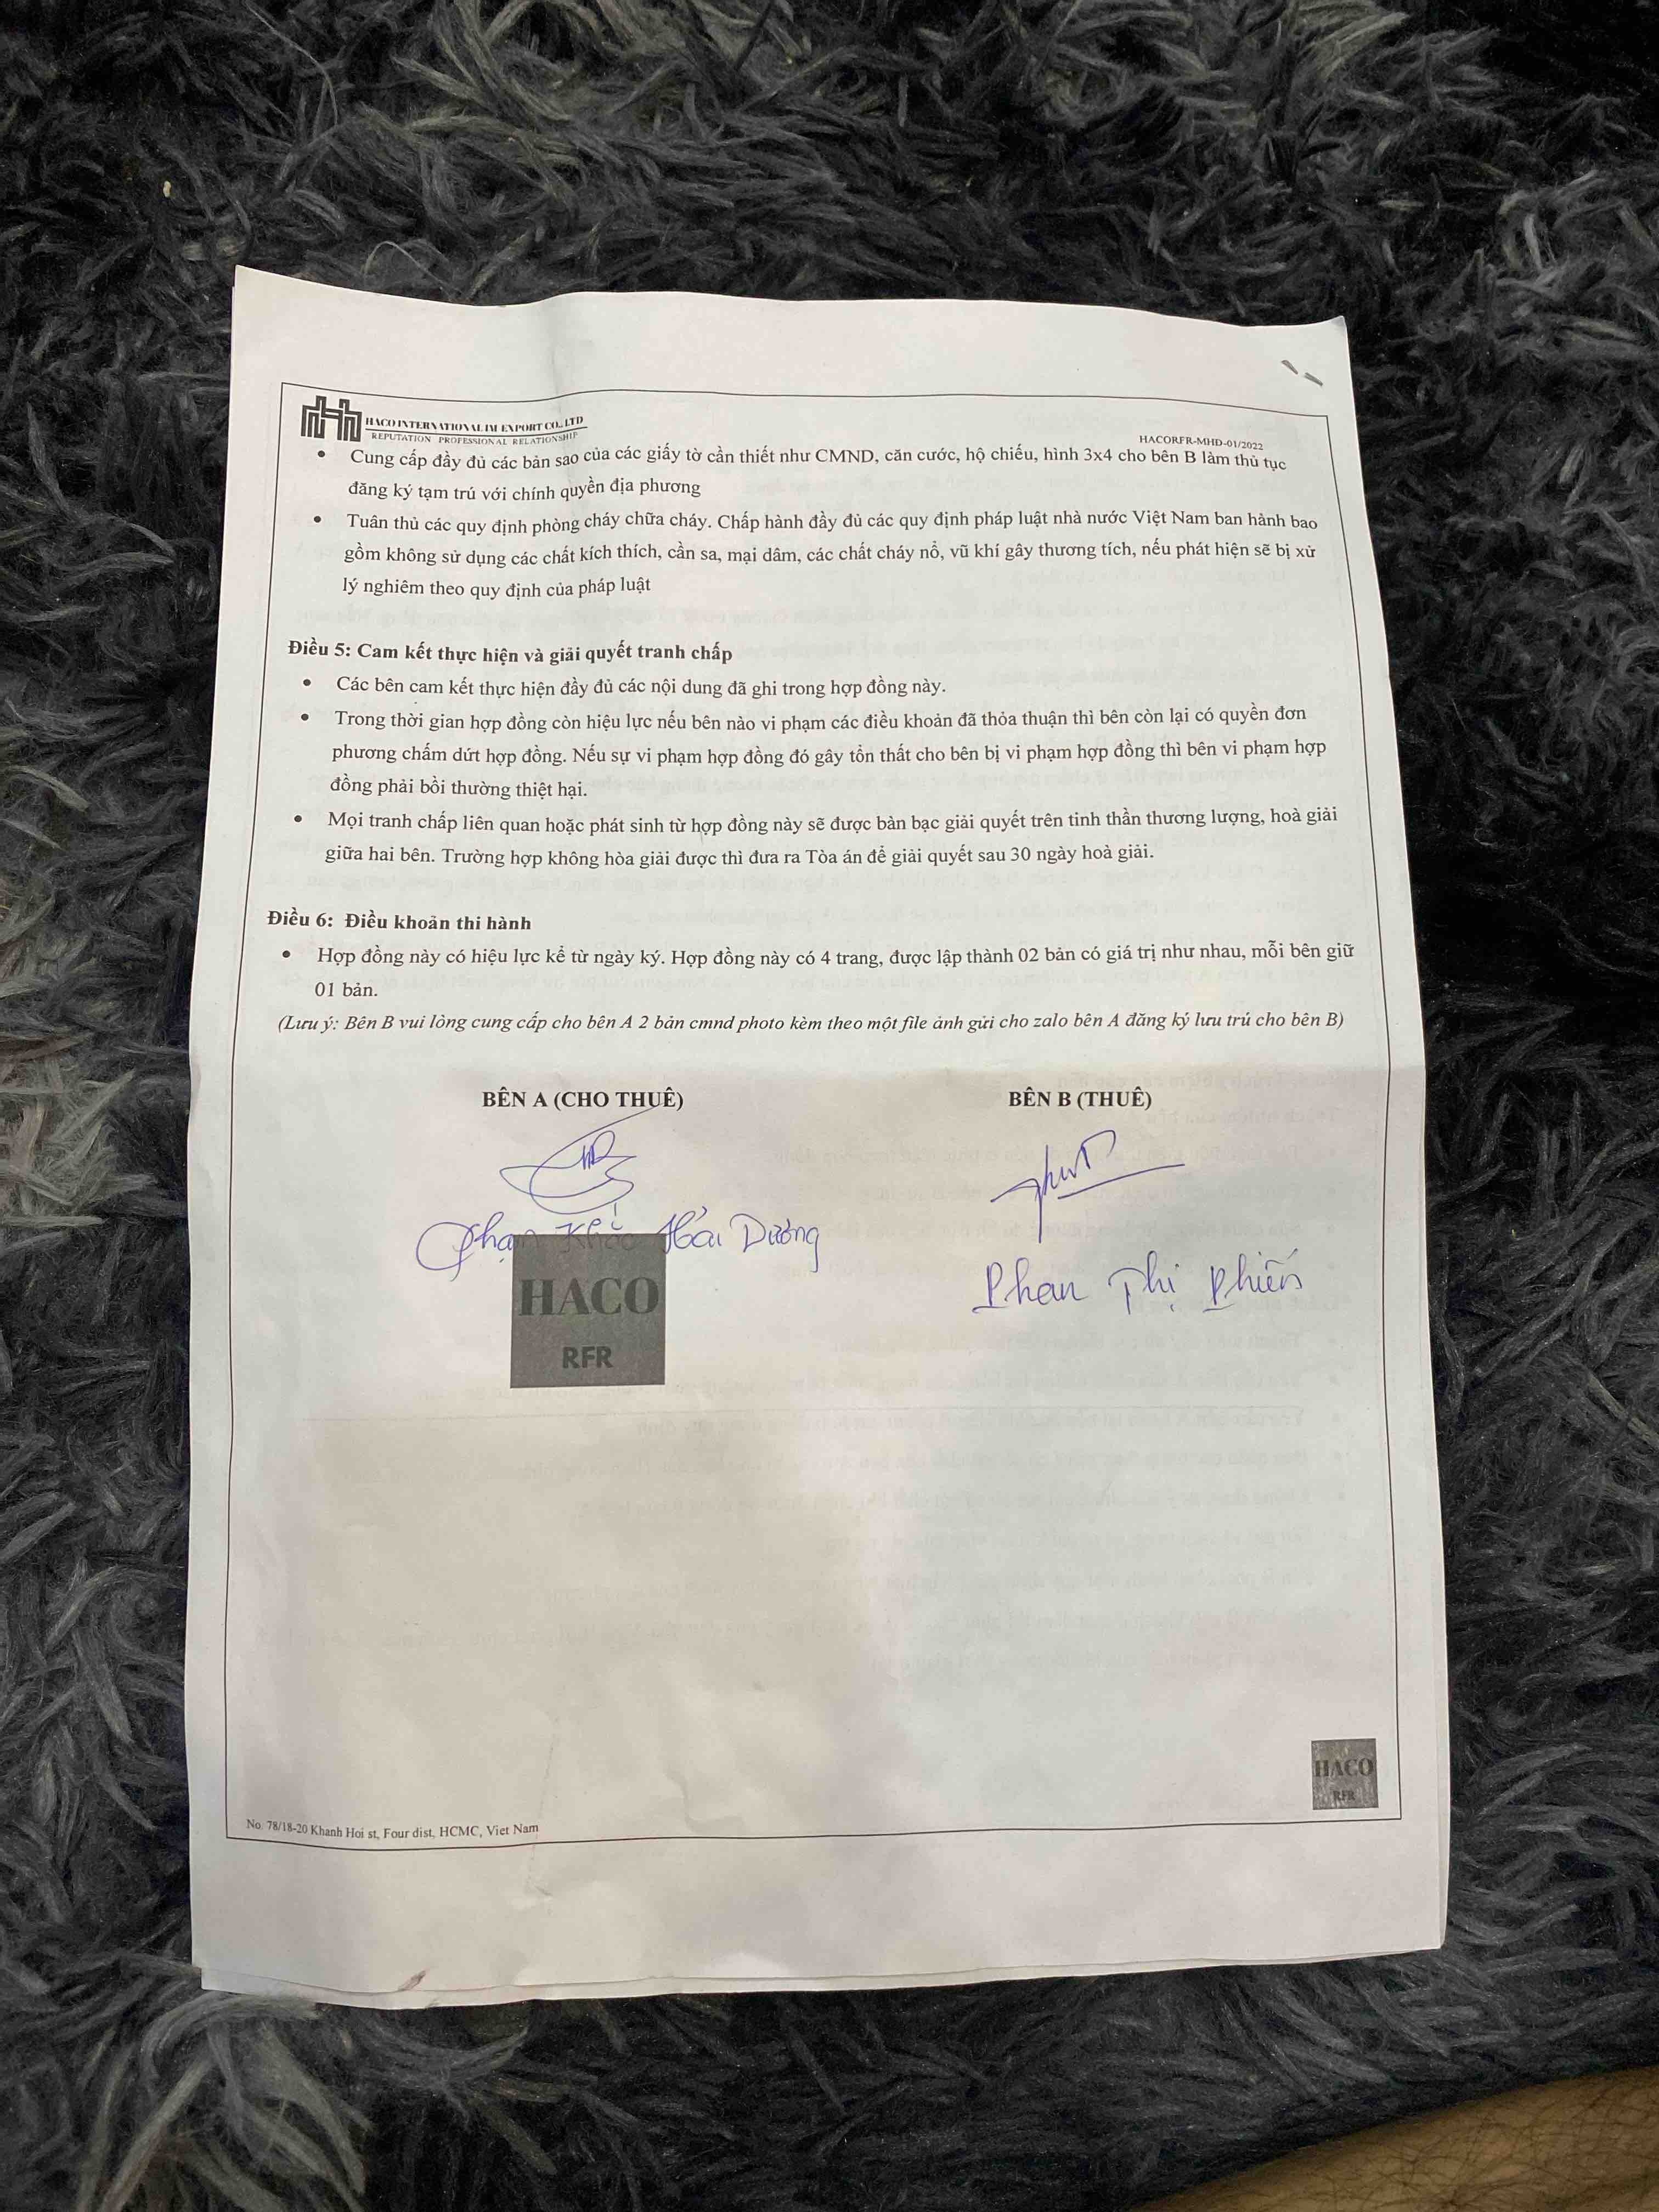 HACO INTERNATIONAL IM EXPORT CO., LTD
REPUTATION PROFESSIONAL RELATIONSHIP
HACORFR-MHĐ-01/2022
• Cung cấp đầy đủ các bản sao của các giấy tờ cần thiết như CMND, căn cước, hộ chiếu, hình 3x4 cho bên B làm thủ tục
đăng ký tạm trú với chính quyền địa phương
• Tuân thủ các quy định phòng cháy chữa cháy. Chấp hành đầy đủ các quy định pháp luật nhà nước Việt Nam ban hành bao
gồm không sử dụng các chất kích thích, cần sa, mại dâm, các chất cháy nổ, vũ khí gây thương tích, nếu phát hiện sẽ bị xử
lý nghiêm theo quy định của pháp luật
Điều 5: Cam kết thực hiện và giải quyết tranh chấp
• Các bên cam kết thực hiện đầy đủ các nội dung đã ghi trong hợp đồng này.
• Trong thời gian hợp đồng còn hiệu lực nếu bên nào vi phạm các điều khoản đã thỏa thuận thì bên còn lại có quyền đơn
phương chấm dứt hợp đồng. Nếu sự vi phạm hợp đồng đó gây tổn thất cho bên bị vi phạm hợp đồng thì bên vi phạm hợp
đồng phải bồi thường thiệt hại.
• Mọi tranh chấp liên quan hoặc phát sinh từ hợp đồng này sẽ được bàn bạc giải quyết trên tinh thần thương lượng, hoà giải
giữa hai bên. Trường hợp không hòa giải được thì đưa ra Tòa án để giải quyết sau 30 ngày hoà giải.
Điều 6: Điều khoản thi hành
• Hợp đồng này có hiệu lực kể từ ngày ký. Hợp đồng này có 4 trang, được lập thành 02 bản có giá trị như nhau, mỗi bên giữ
01 bản.
(Lưu ý: Bên B vui lòng cung cấp cho bên A 2 bản cmnd photo kèm theo một file ảnh gửi cho zalo bên A đăng ký lưu trú cho bên B)
BÊN A (CHO THUÊ)
BÊN B (THUÊ)
Phạm Khắc Hải Dương
Phan Thị Phiến
HACO
RFR
HACO
RFR
No. 78/18-20 Khanh Hoi st, Four dist, HCMC, Viet Nam